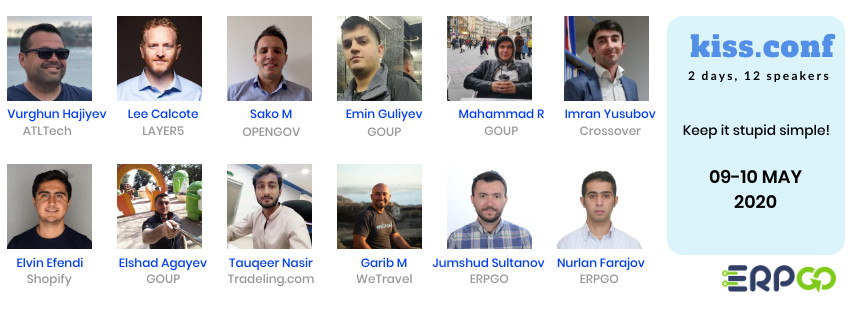 kiss.conf
2 days, 12 speakers
Keep it stupid simple!
09-10 MAY
2020
ERPGO
Vurghun Hajiyev
ATLTech
Lee Calcote
LAYER5
Sako M
OPENGOV
Emin Guliyev
GOUP
Mahammad R
GOUP
Imran Yusubov
Crossover
Elvin Efendi
Shopify
Elshad Agayev
GOUP
Tauqeer Nasir
Tradeling.com
Garib M
WeTravel
Jumshud Sultanov
ERPGO
Nurlan Farajov
ERPGO